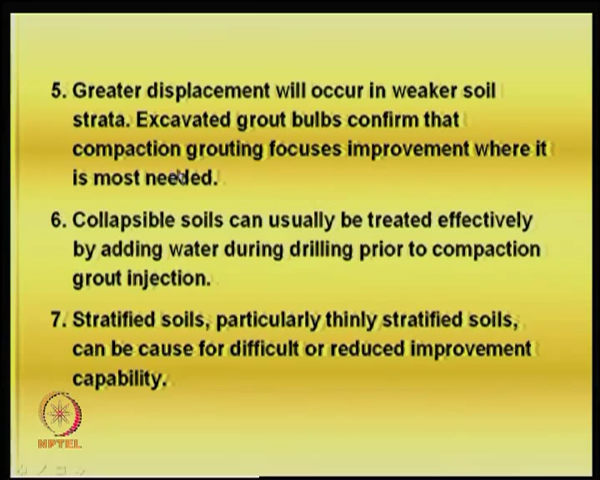 5. Greater displacement will occur in weaker soil
strata. Excavated grout bulbs confirm that
compaction grouting focuses improvement where it
is most needed.
6. Collapsible soils can usually be treated effectively
by adding water during drilling prior to compaction
grout injection.
7. Stratified soils, particularly thinly stratified soils,
can be cause for difficult or reduced improvement
capability.
NPTEL